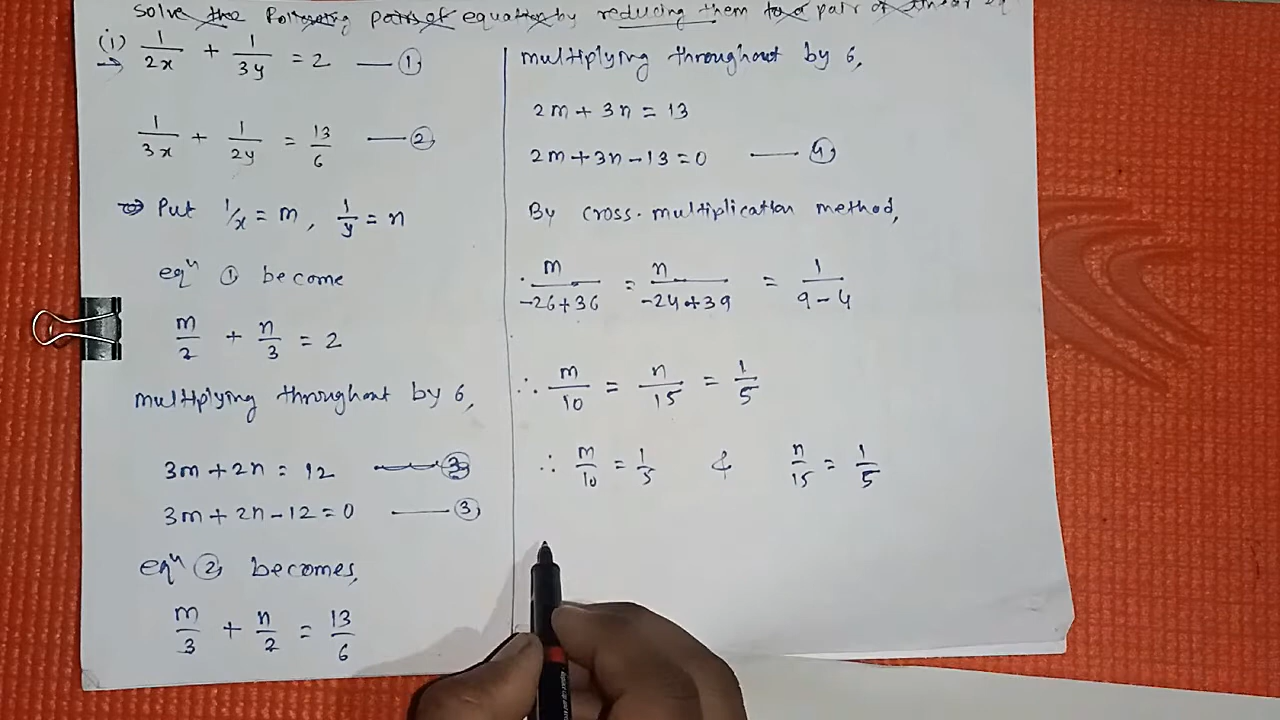 Solve the Following pairs of equation by reducing them to a pair of linear eq
(i) 1/2x + 1/3y = 2 — ①
1/3x + 1/2y = 13/6 — ②
⇒ Put 1/x = m, 1/y = n
eqⁿ ① become
m/2 + n/3 = 2
multiplying throughout by 6,
3m + 2n = 12
3m + 2n - 12 = 0 — ③
eqⁿ ② becomes,
m/3 + n/2 = 13/6
multiplying throughout by 6,
2m + 3n = 13
2m + 3n - 13 = 0 — ④
By cross-multiplication method,
m/-26+36 = n/-24+39 = 1/9-4
∴ m/10 = n/15 = 1/5
∴ m/10 = 1/5 & n/15 = 1/5